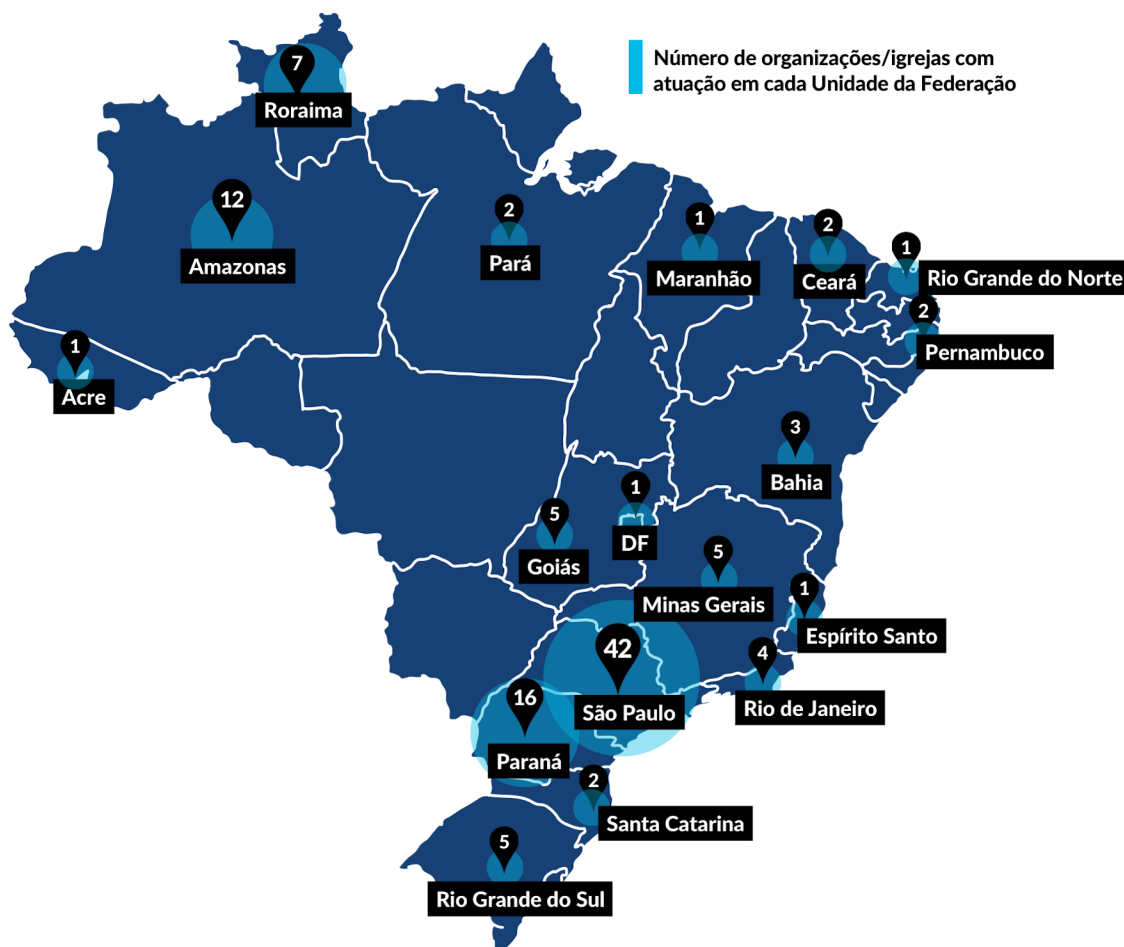 Número de organizações/igrejas com
atuação em cada Unidade da Federação
7
Roraima
12
Amazonas
2
Pará
1
Maranhão
2
Ceará
1
Rio Grande do Norte
2
Pernambuco
1
Acre
3
Bahia
5
Goiás
1
DF
5
Minas Gerais
1
Espírito Santo
42
São Paulo
4
Rio de Janeiro
16
Paraná
2
Santa Catarina
5
Rio Grande do Sul